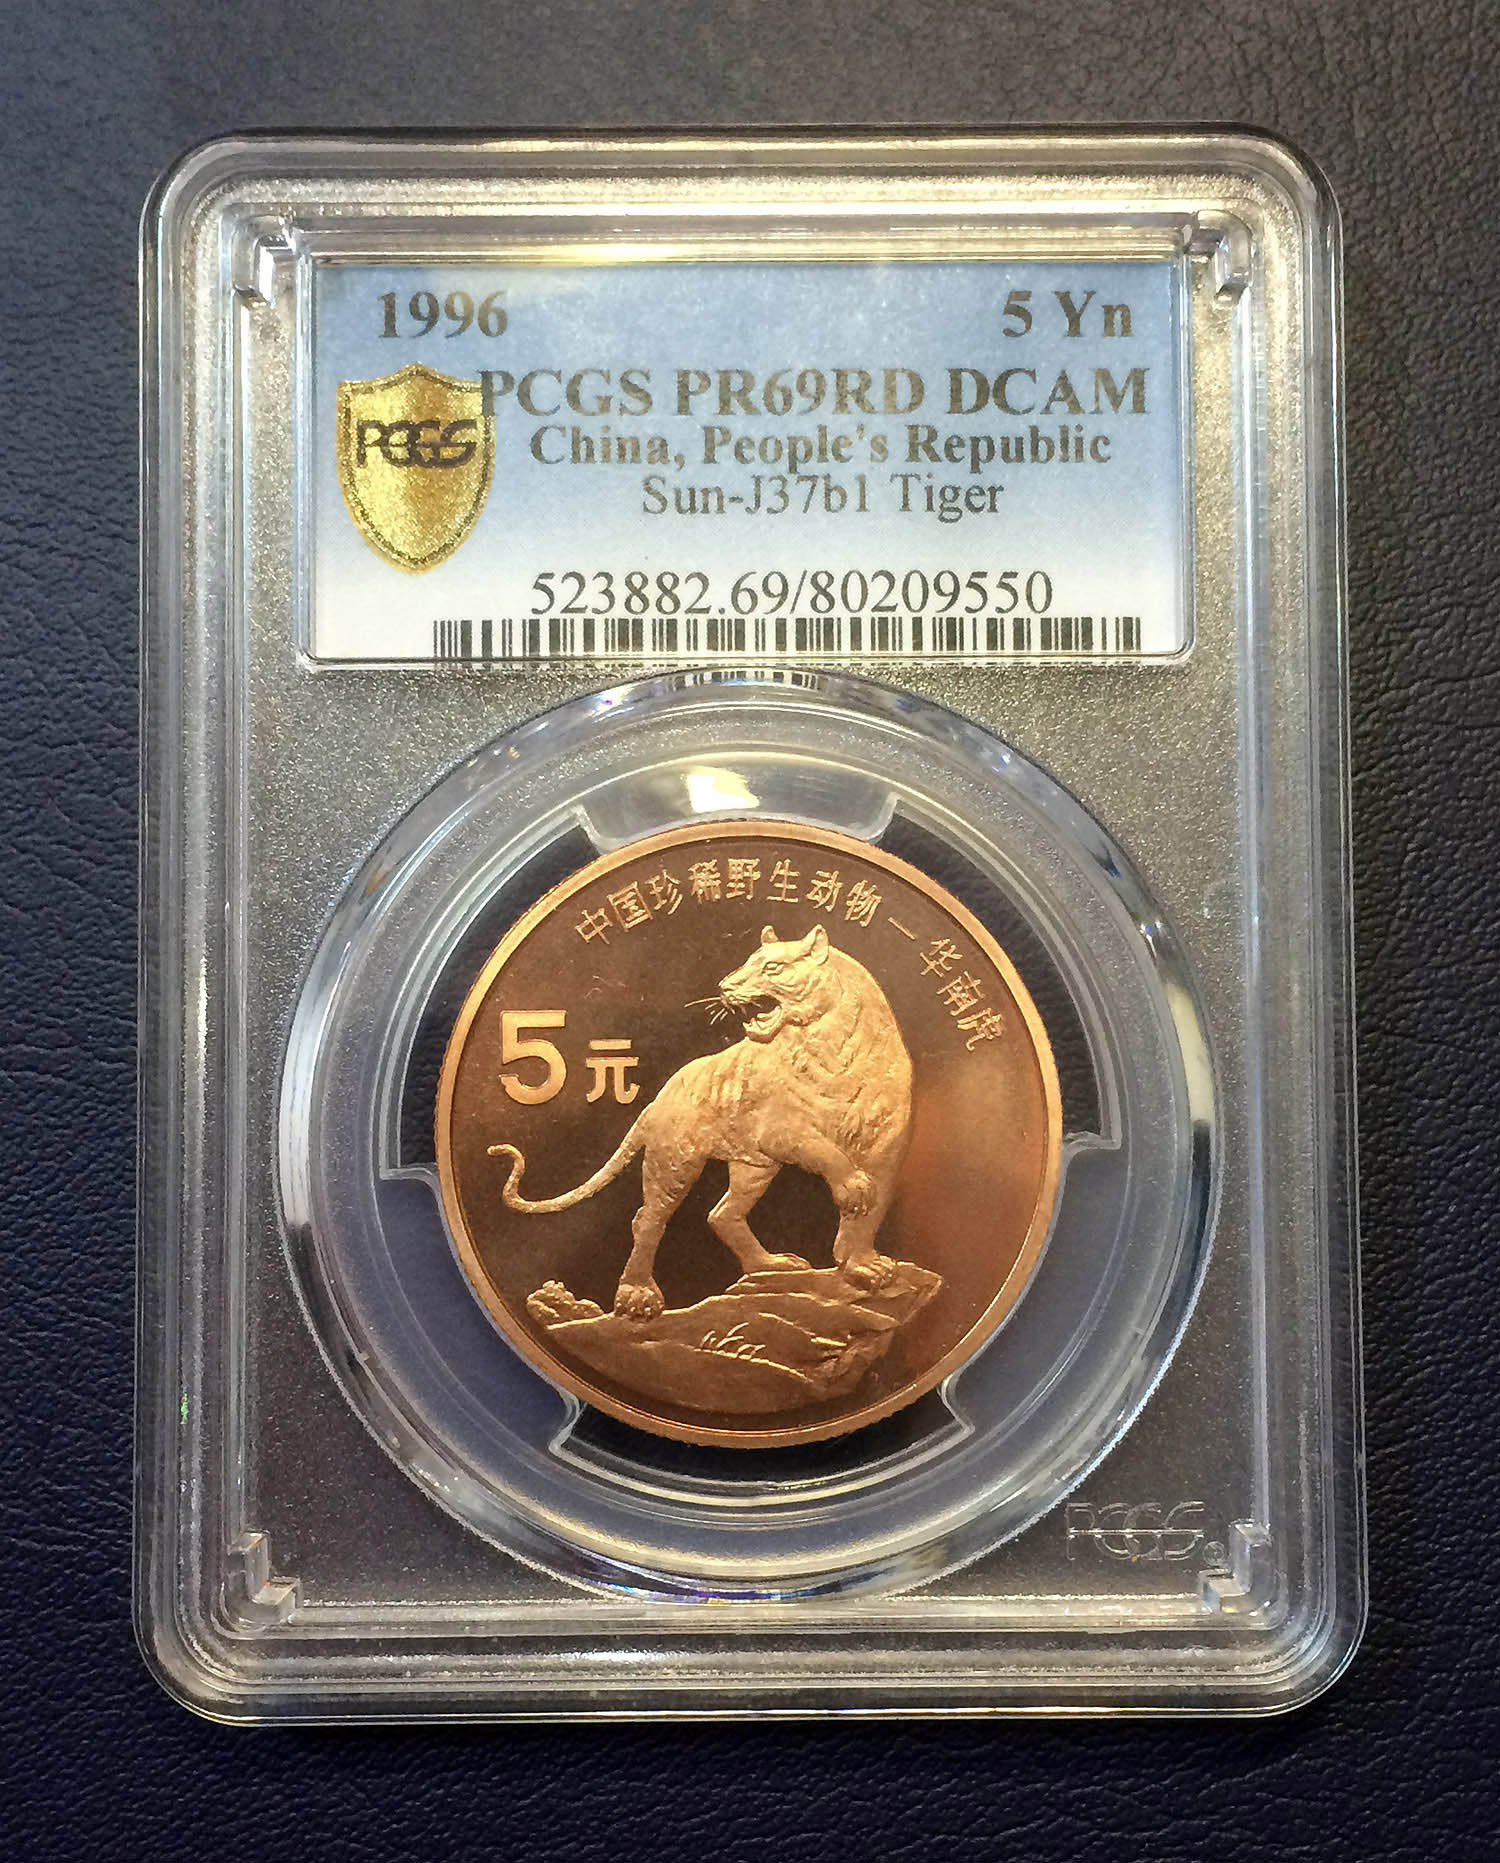 1996 5 Yn
PCGS PR69RD DCAM
PCGS
China, People's Republic
Sun-J37b1 Tiger
523882.69/80209550
中国珍稀野生动物一华南虎
5元
PCGS